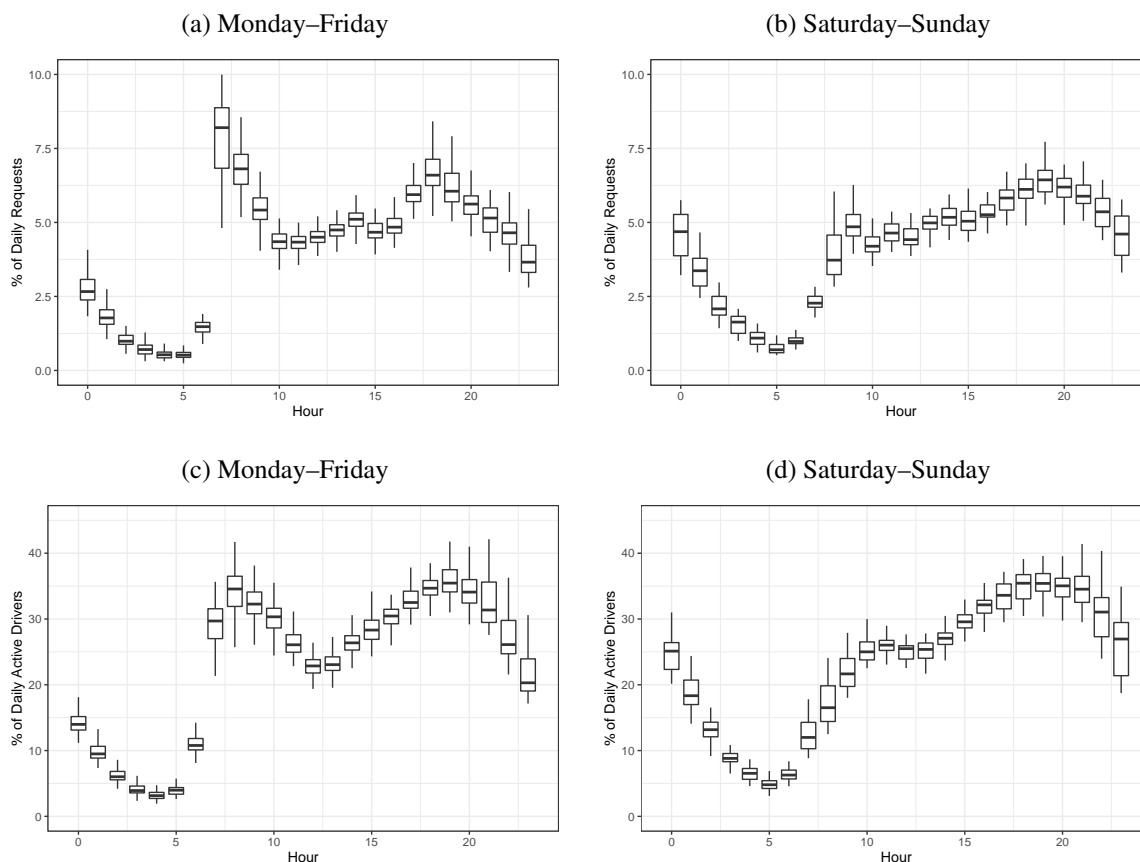 (a) Monday–Friday
(b) Saturday–Sunday
% of Daily Requests
10.0
7.5
5.0
2.5
0.0
0 5 10 15 20
Hour
% of Daily Requests
10.0
7.5
5.0
2.5
0.0
0 5 10 15 20
Hour
(c) Monday–Friday
(d) Saturday–Sunday
% of Daily Active Drivers
40
30
20
10
0
0 5 10 15 20
Hour
% of Daily Active Drivers
40
30
20
10
0
0 5 10 15 20
Hour